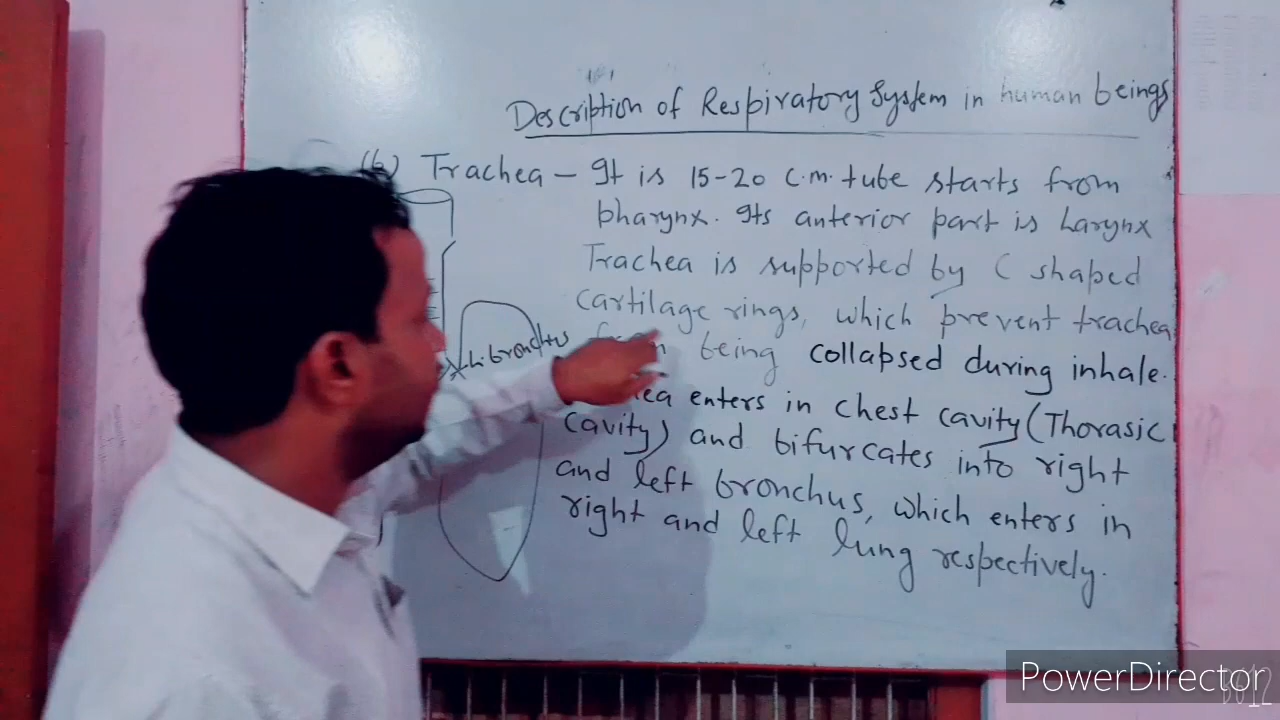 Description of Respiratory System in human beings
(b) Trachea - It is 15-20 c.m. tube starts from
pharynx. Its anterior part is Larynx
Trachea is supported by C shaped
cartilage rings, which prevent trachea
being collapsed during inhale.
enters in chest cavity (Thorasic
cavity) and bifurcates into right
and left bronchus, which enters in
right and left lung respectively.
bronchus
PowerDirector